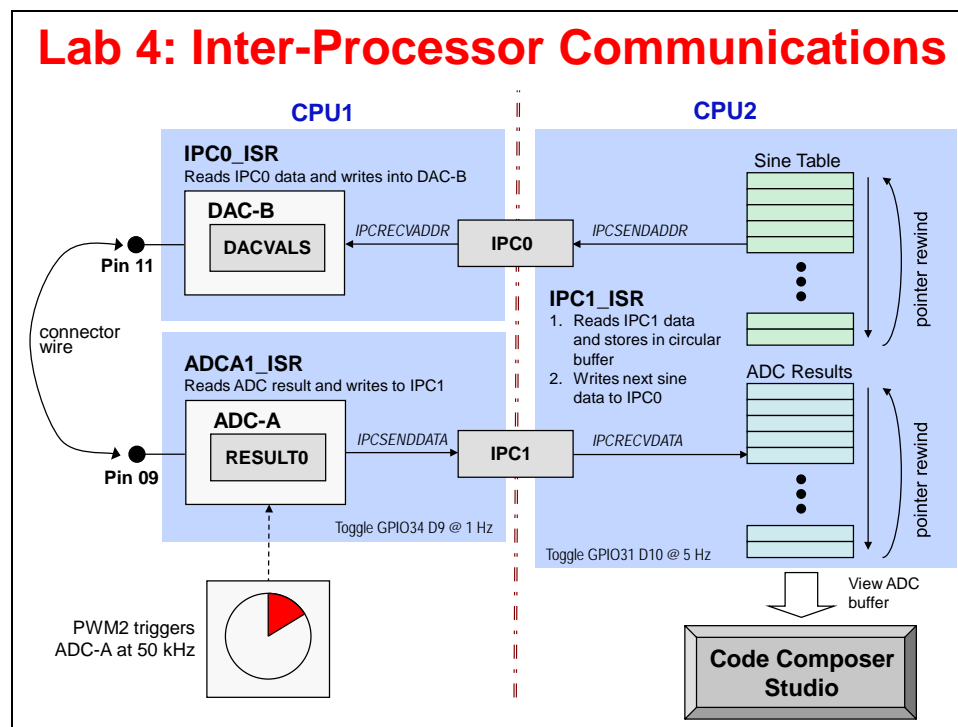 Lab 4: Inter-Processor Communications
CPU1
CPU2
IPC0_ISR
Reads IPC0 data and writes into DAC-B
DAC-B
DACVALS
IPCRECVADDR
IPC0
IPCSENDADDR
Sine Table
pointer rewind
Pin 11
connector
wire
IPC1_ISR
1. Reads IPC1 data
and stores in circular
buffer
2. Writes next sine
data to IPC0
ADCA1_ISR
Reads ADC result and writes to IPC1
ADC-A
RESULT0
IPCSENDDATA
IPC1
IPCRECVDATA
ADC Results
pointer rewind
Pin 09
Toggle GPIO34 D9 @ 1 Hz
Toggle GPIO31 D10 @ 5 Hz
PWM2 triggers
ADC-A at 50 kHz
View ADC
buffer
Code Composer
Studio